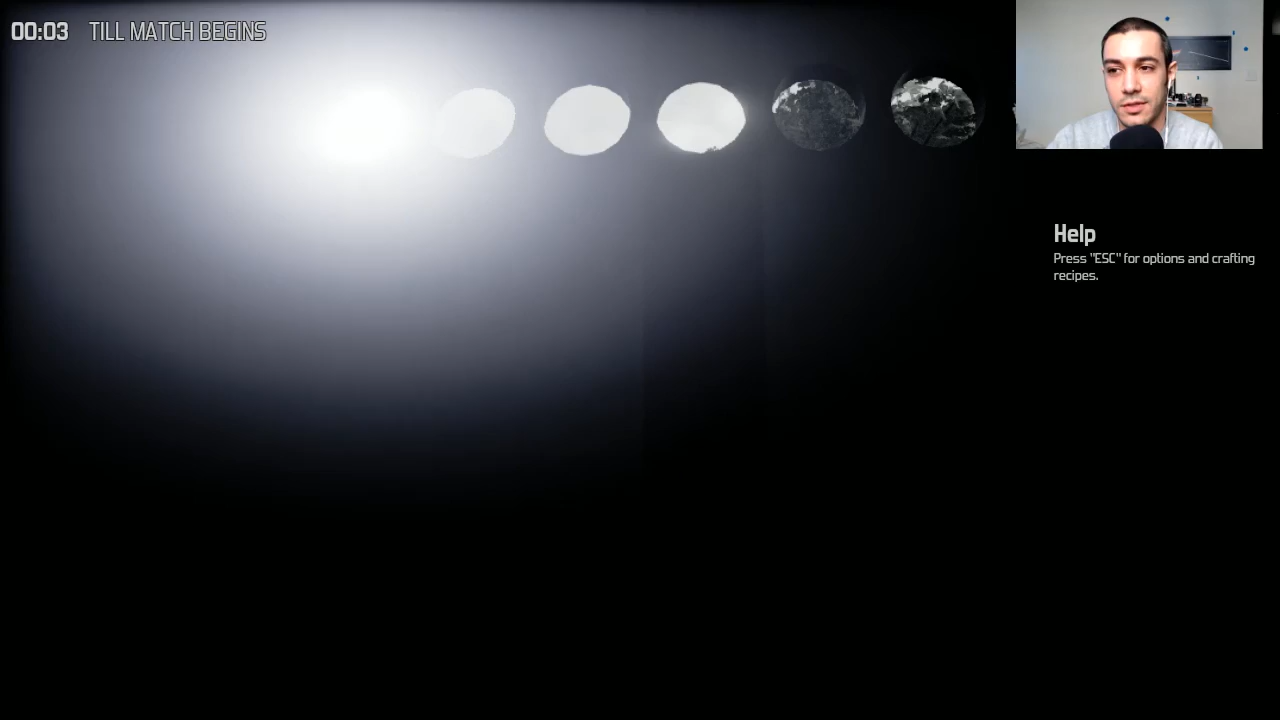 00:03 TILL MATCH BEGINS
Help
Press "ESC" for options and crafting
recipes.